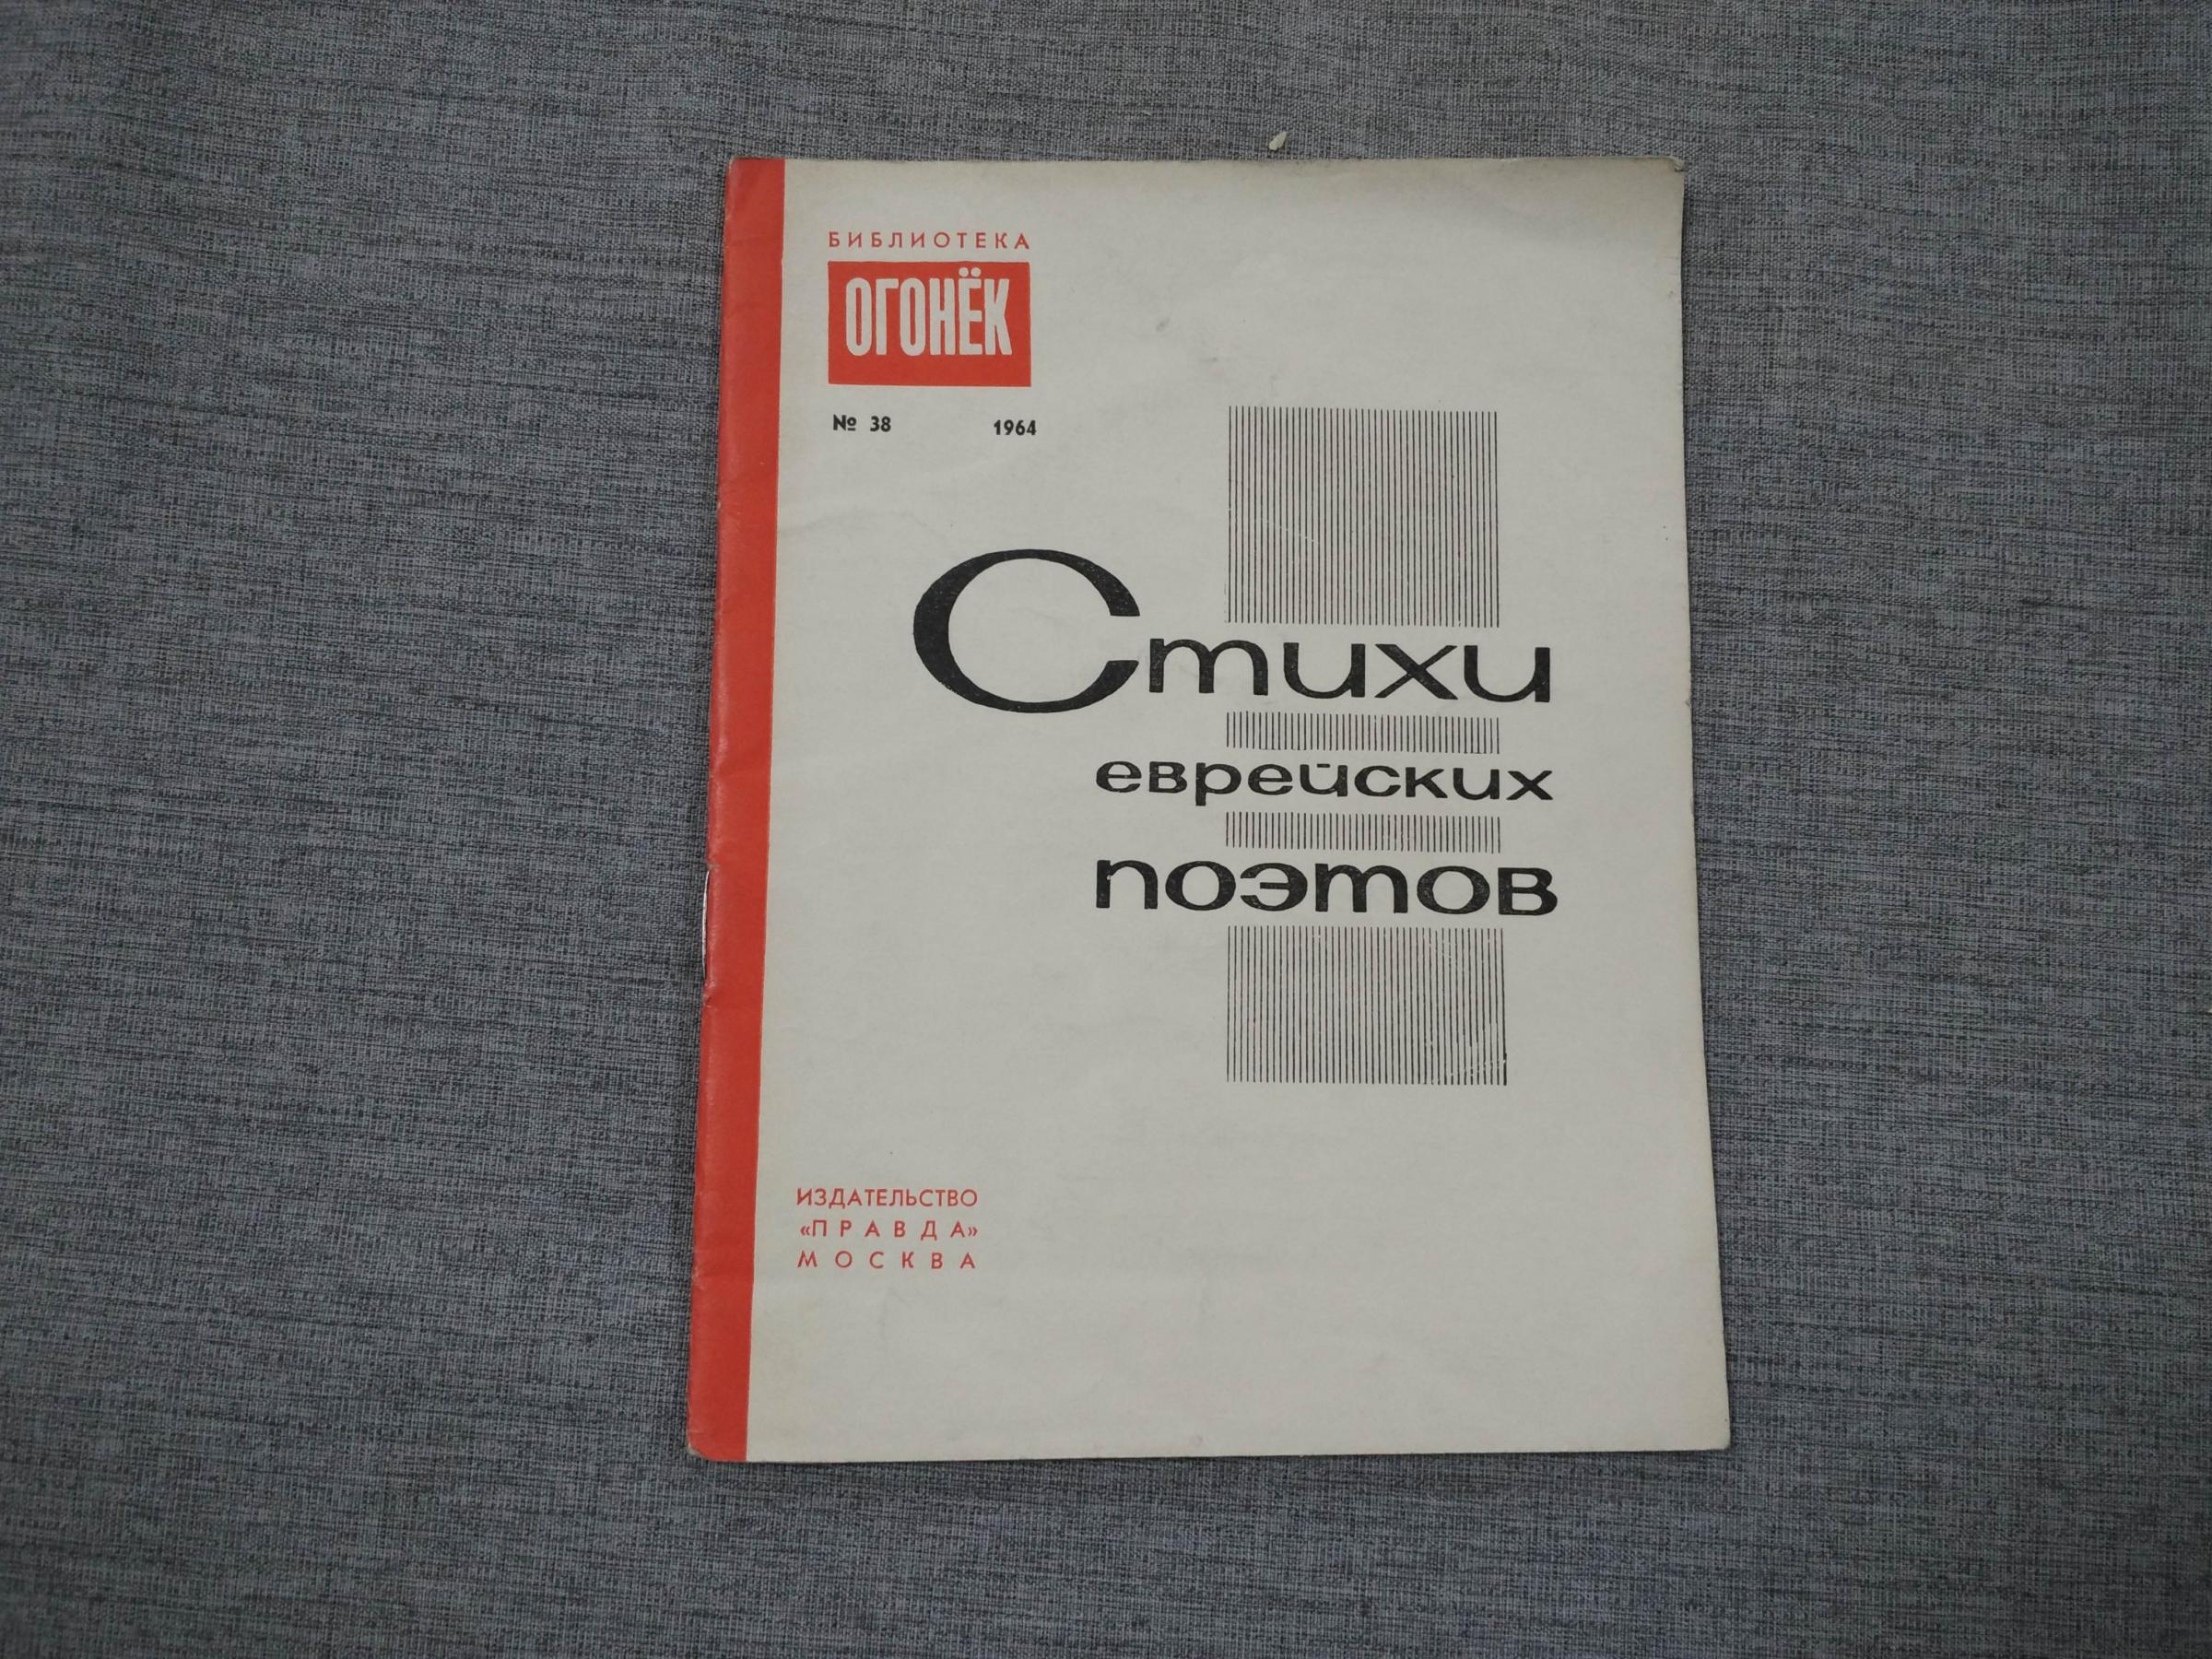 БИБЛИОТЕКА
ОГОНЁК
№ 38 1964
Стихи
еврейских
поэтов
ИЗДАТЕЛЬСТВО
«ПРАВДА»
МОСКВА